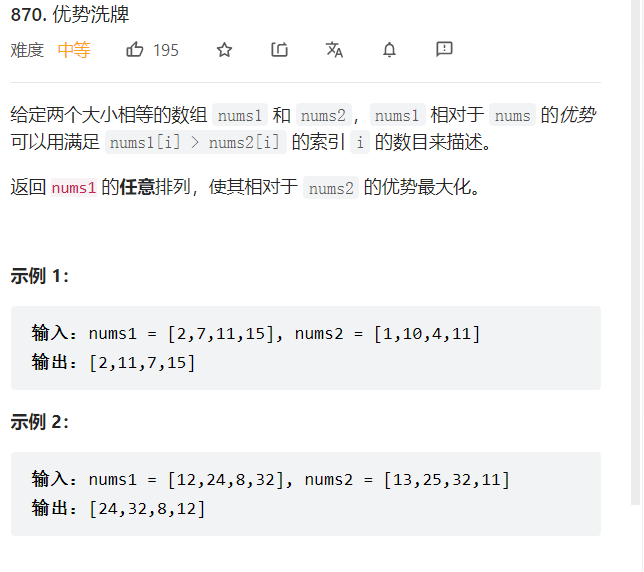 870. 优势洗牌
难度 中等 195
给定两个大小相等的数组 nums1 和 nums2，nums1 相对于 nums 的优势
可以用满足 nums1[i] > nums2[i] 的索引 i 的数目来描述。
返回 nums1 的任意排列，使其相对于 nums2 的优势最大化。
示例 1：
输入：nums1 = [2,7,11,15], nums2 = [1,10,4,11]
输出：[2,11,7,15]
示例 2：
输入：nums1 = [12,24,8,32], nums2 = [13,25,32,11]
输出：[24,32,8,12]